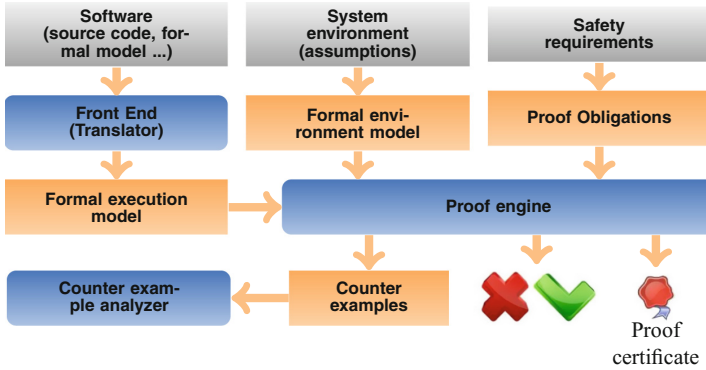 Software
(source code, for-
mal model ...)
System
environment
(assumptions)
Safety
requirements
Front End
(Translator)
Formal envi-
ronment model
Proof Obligations
Formal execution
model
Proof engine
Counter exam-
ple analyzer
Counter
examples
Proof
certificate